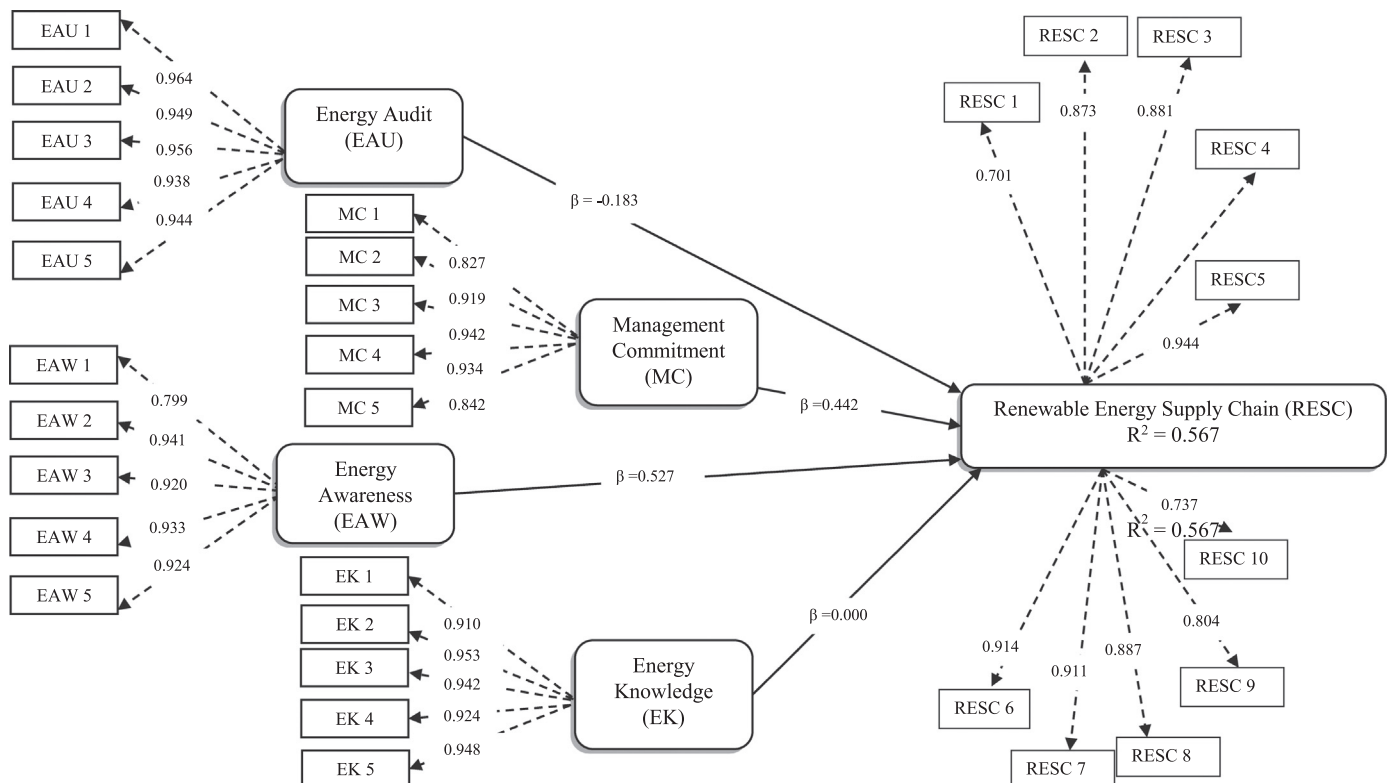 EAU 1
EAU 2
EAU 3
EAU 4
EAU 5
0.964
0.949
0.956
0.938
0.944
Energy Audit
(EAU)
MC 1
MC 2
MC 3
MC 4
MC 5
0.827
0.919
0.942
0.934
0.842
Management
Commitment
(MC)
EAW 1
EAW 2
EAW 3
EAW 4
EAW 5
0.799
0.941
0.920
0.933
0.924
Energy
Awareness
(EAW)
EK 1
EK 2
EK 3
EK 4
EK 5
0.910
0.953
0.942
0.924
0.948
Energy
Knowledge
(EK)
β = -0.183
β =0.442
β =0.527
β =0.000
RESC 1
RESC 2
RESC 3
RESC 4
RESC5
0.701
0.873
0.881
0.944
Renewable Energy Supply Chain (RESC)
R² = 0.567
0.737
R² = 0.567
RESC 10
0.804
0.914
0.911
0.887
RESC 9
RESC 6
RESC 7
RESC 8